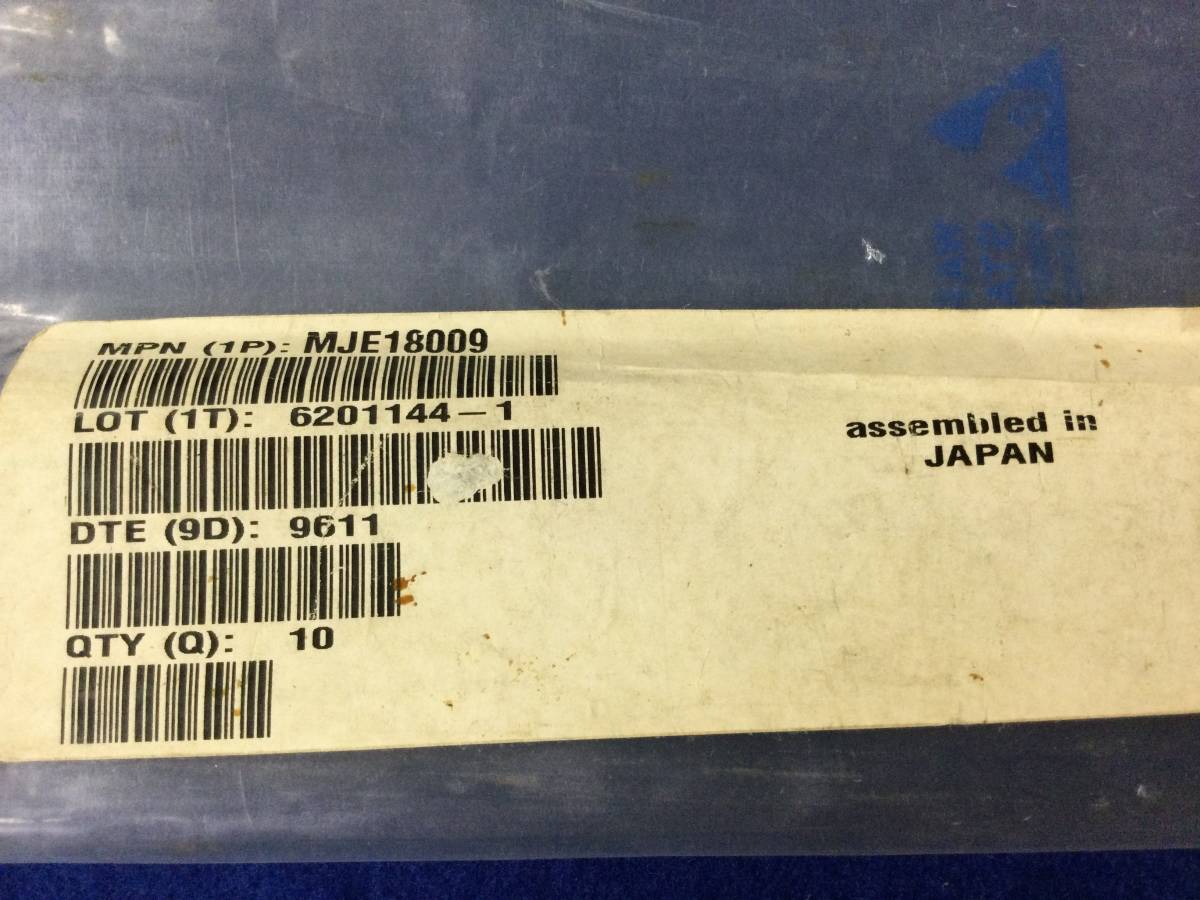 MPN (1P): MJE18009
LOT (1T): 6201144-1
DTE (9D): 9611
QTY (Q): 10
assembled in
JAPAN